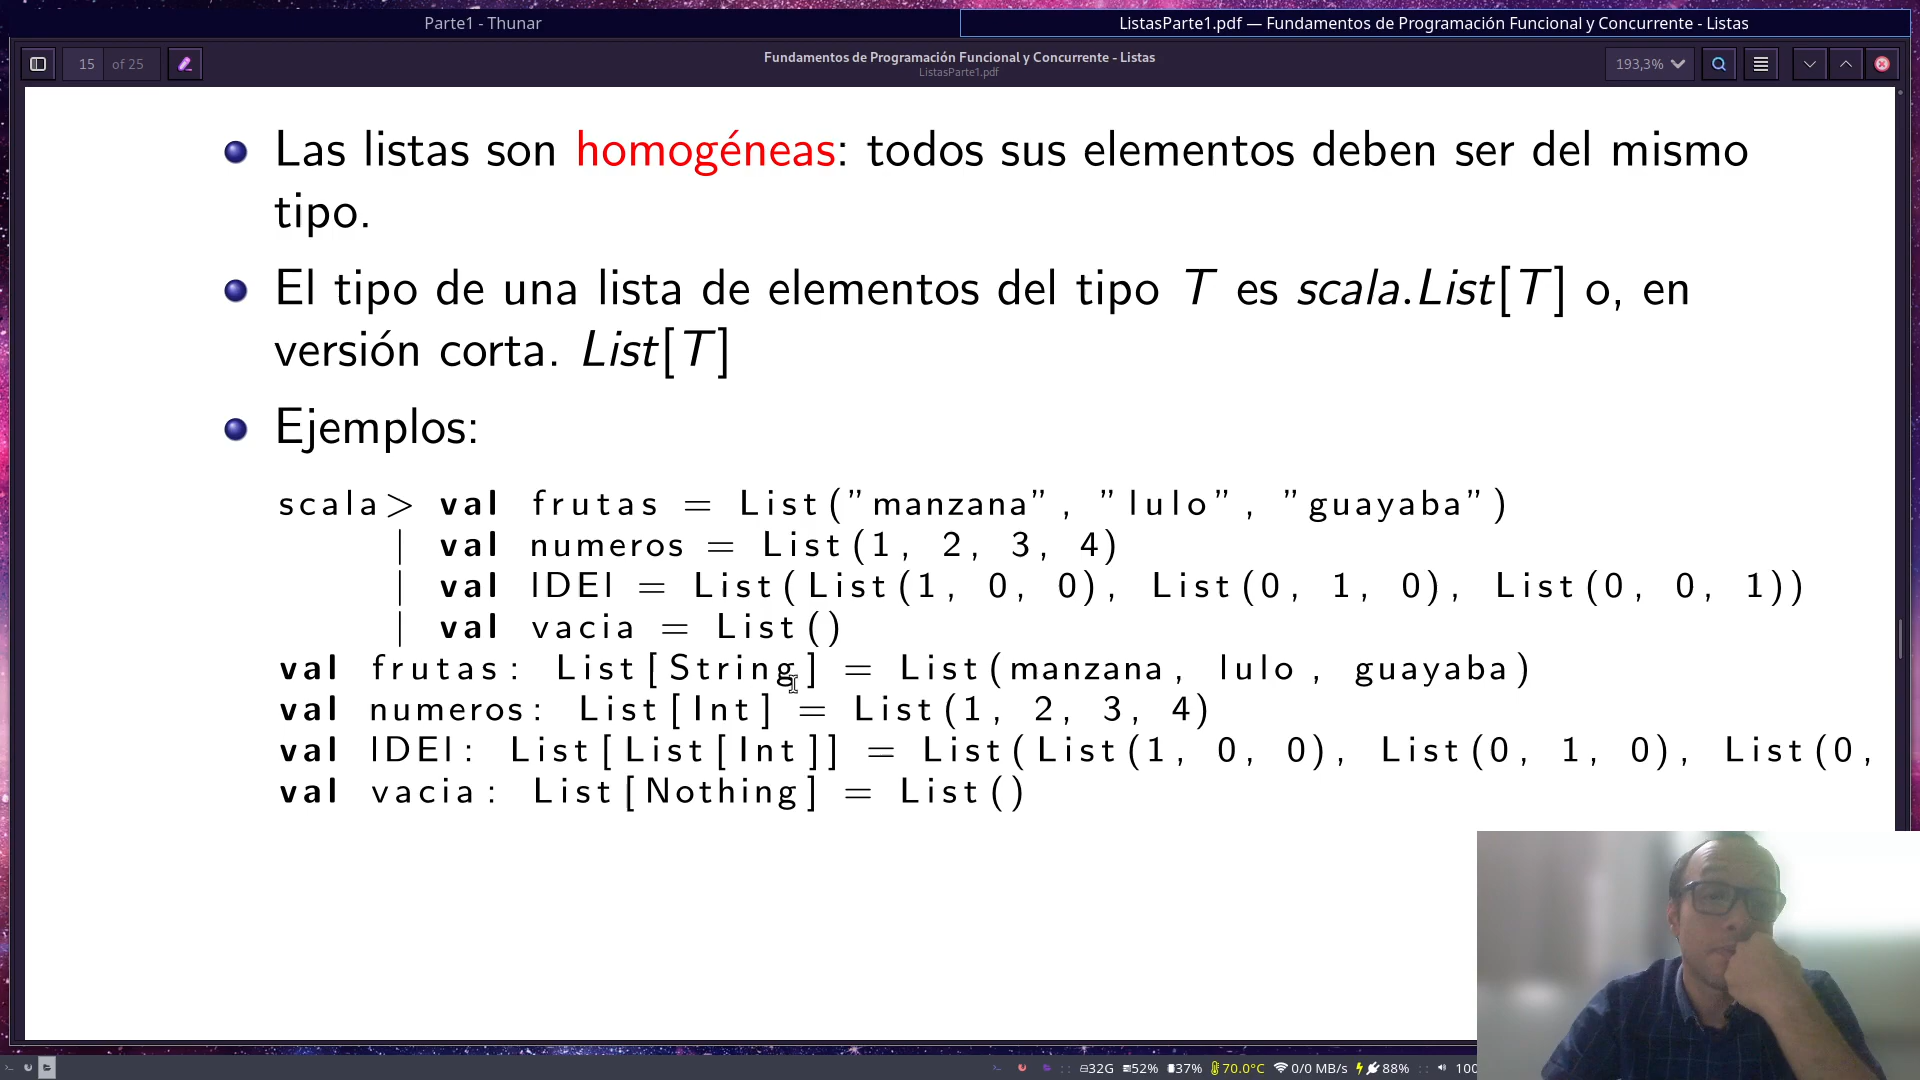 Parte1 - Thunar
ListasParte1.pdf — Fundamentos de Programación Funcional y Concurrente - Listas
15 of 25
Fundamentos de Programación Funcional y Concurrente - Listas
ListasParte1.pdf
193,3%
Las listas son homogéneas: todos sus elementos deben ser del mismo
tipo.
El tipo de una lista de elementos del tipo T es scala.List[T] o, en
versión corta. List[T]
Ejemplos:
scala> val frutas = List("manzana", "lulo", "guayaba")
| val numeros = List(1, 2, 3, 4)
| val IDEI = List(List(1, 0, 0), List(0, 1, 0), List(0, 0, 1))
| val vacia = List()
val frutas: List[String] = List(manzana, lulo, guayaba)
val numeros: List[Int] = List(1, 2, 3, 4)
val IDEI: List[List[Int]] = List(List(1, 0, 0), List(0, 1, 0), List(0,
val vacia: List[Nothing] = List()
32G 52% 37% 70.0°C 0/0 MB/s 88% 100